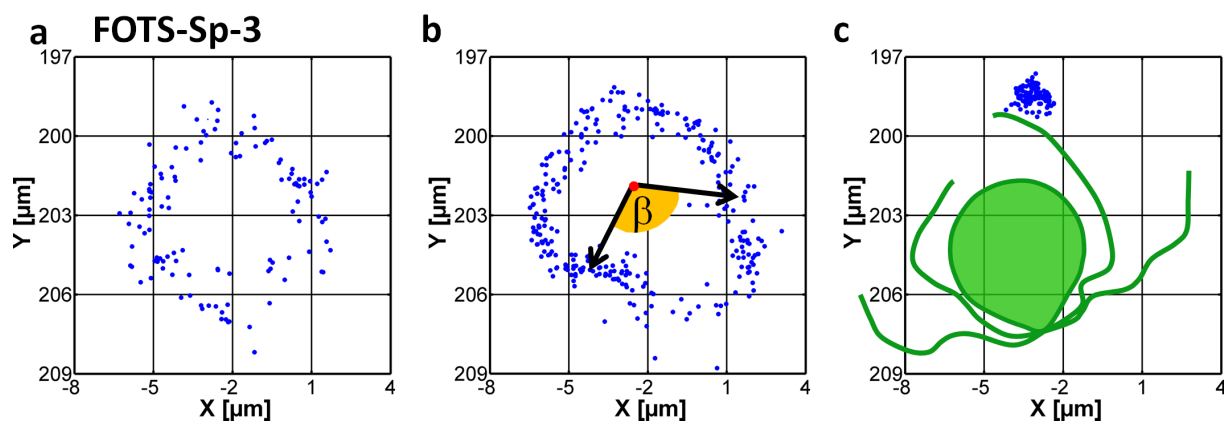 a FOTS-Sp-3 b c
197 197 197
200 200 200
Y [µm] 203 Y [µm] 203 β Y [µm] 203
206 206 206
209 209 209
-8 -5 -2 1 4 -8 -5 -2 1 4 -8 -5 -2 1 4
X [µm] X [µm] X [µm]